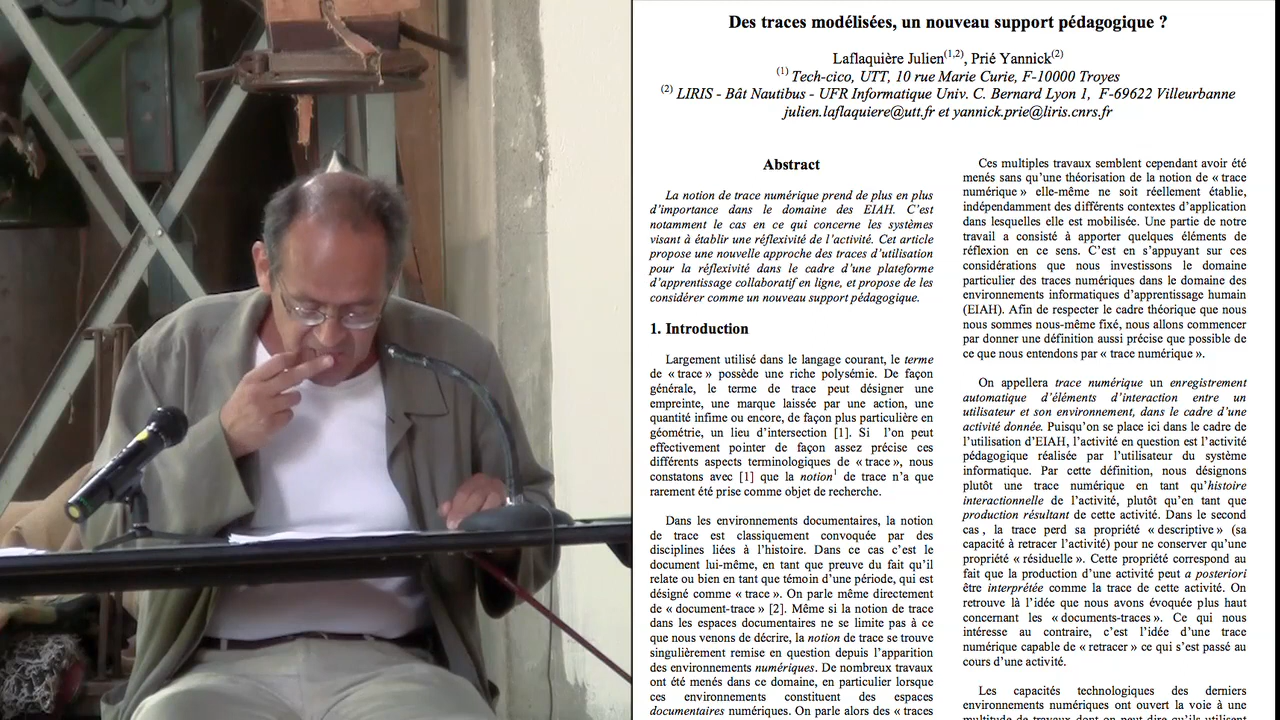 Des traces modélisées, un nouveau support pédagogique ?
Laflaquière Julien(1,2), Prié Yannick(2)
(1) Tech-cico, UTT, 10 rue Marie Curie, F-10000 Troyes
(2) LIRIS - Bât Nautibus - UFR Informatique Univ. C. Bernard Lyon 1, F-69622 Villeurbanne
julien.laflaquiere@utt.fr et yannick.prie@liris.cnrs.fr
Abstract
La notion de trace numérique prend de plus en plus
d'importance dans le domaine des EIAH. C'est
notamment le cas en ce qui concerne les systèmes
visant à établir une réflexivité de l'activité. Cet article
propose une nouvelle approche des traces d'utilisation
pour la réflexivité dans le cadre d'une plateforme
d'apprentissage collaboratif en ligne, et propose de les
considérer comme un nouveau support pédagogique.
1. Introduction
Largement utilisé dans le langage courant, le terme
de « trace » possède une riche polysémie. De façon
générale, le terme de trace peut désigner une
empreinte, une marque laissée par une action, une
quantité infime ou encore, de façon plus particulière en
géométrie, un lieu d'intersection [1]. Si l'on peut
effectivement pointer de façon assez précise ces
différents aspects terminologiques de « trace », nous
constatons avec [1] que la notion1 de trace n'a que
rarement été prise comme objet de recherche.
Dans les environnements documentaires, la notion
de trace est classiquement convoquée par des
disciplines liées à l'histoire. Dans ce cas c'est le
document lui-même, en tant que preuve du fait qu'il
relate ou bien en tant que témoin d'une période, qui est
désigné comme « trace ». On parle même directement
de « document-trace » [2]. Même si la notion de trace
dans les espaces documentaires ne se limite pas à ce
que nous venons de décrire, la notion de trace se trouve
singulièrement remise en question depuis l'apparition
des environnements numériques. De nombreux travaux
ont été menés dans ce domaine, en particulier lorsque
ces environnements constituent des espaces
documentaires numériques. On parle alors des « traces
Ces multiples travaux semblent cependant avoir été
menés sans qu'une théorisation de la notion de « trace
numérique » elle-même ne soit réellement établie,
indépendamment des différents contextes d'application
dans lesquelles elle est mobilisée. Une partie de notre
travail a consisté à apporter quelques éléments de
réflexion en ce sens. C'est en s'appuyant sur ces
considérations que nous investissons le domaine
particulier des traces numériques dans le domaine des
environnements informatiques d'apprentissage humain
(EIAH). Afin de respecter le cadre théorique que nous
nous sommes nous-même fixé, nous allons commencer
par donner une définition aussi précise que possible de
ce que nous entendons par « trace numérique ».
On appellera trace numérique un enregistrement
automatique d'éléments d'interaction entre un
utilisateur et son environnement, dans le cadre d'une
activité donnée. Puisqu'on se place ici dans le cadre de
l'utilisation d'EIAH, l'activité en question est l'activité
pédagogique réalisée par l'utilisateur du système
informatique. Par cette définition, nous désignons
plutôt une trace numérique en tant qu'histoire
interactionnelle de l'activité, plutôt qu'en tant que
production résultant de cette activité. Dans le second
cas , la trace perd sa propriété « descriptive » (sa
capacité à retracer l'activité) pour ne conserver qu'une
propriété « résiduelle ». Cette propriété correspond au
fait que la production d'une activité peut a posteriori
être interprétée comme la trace de cette activité. On
retrouve là l'idée que nous avons évoquée plus haut
concernant les « documents-traces ». Ce qui nous
intéresse au contraire, c'est l'idée d'une trace
numérique capable de « retracer » ce qui s'est passé au
cours d'une activité.
Les capacités technologiques des derniers
environnements numériques ont ouvert la voie à une
multitude de travaux dont on peut dire qu'ils utilisent